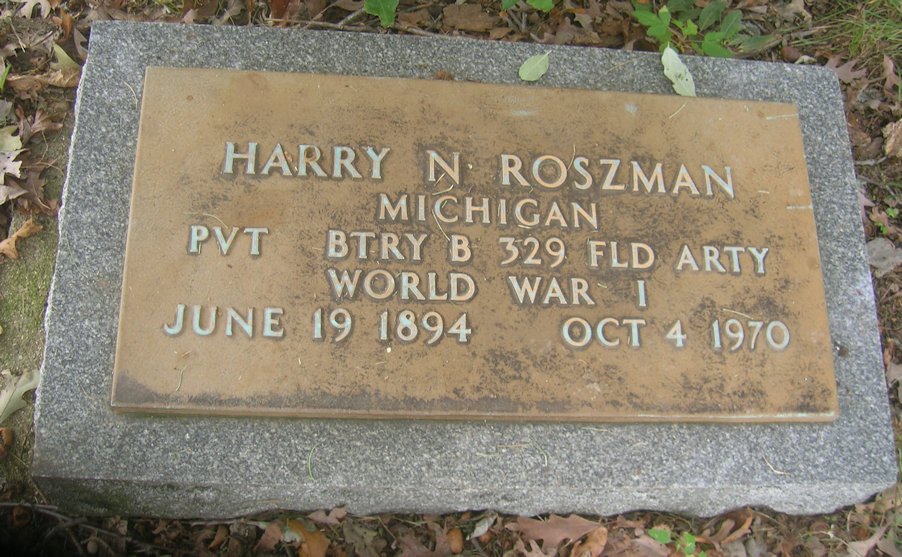 HARRY N ROSZMAN
MICHIGAN
PVT BTRY B 329 FLD ARTY
WORLD WAR I
JUNE 19 1894 OCT 4 1970